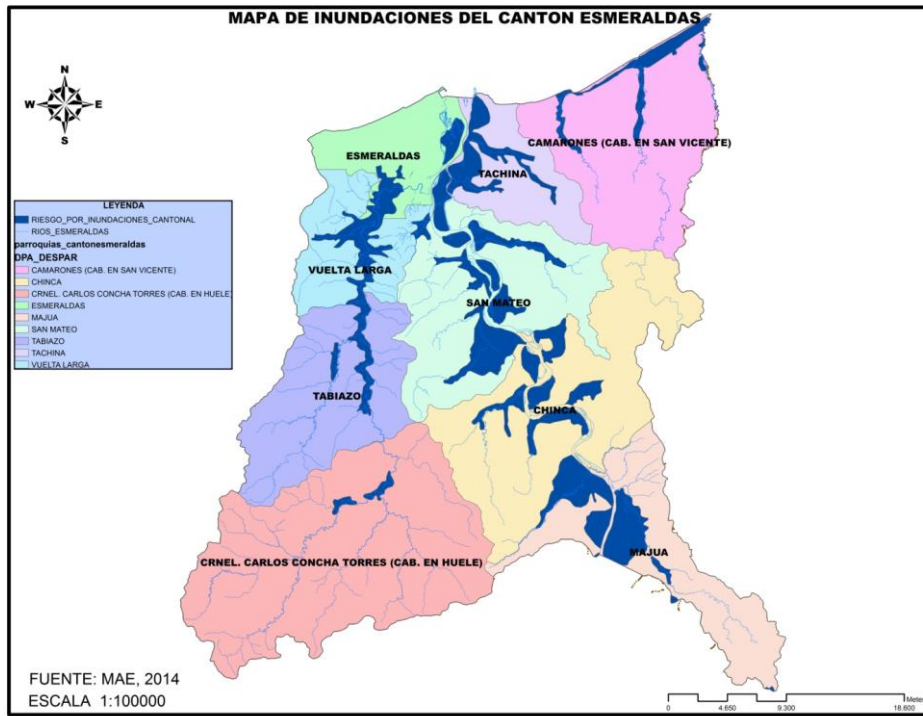 MAPA DE INUNDACIONES DEL CANTON ESMERALDAS
N
W E
S
ESMERALDAS
CAMARONES (CAB. EN SAN VICENTE)
TACHINA
LEYENDA
RIESGO_POR_INUNDACIONES_CANTONAL
RIOS_ESMERALDAS
parroquias_cantonesmeraldas
DPA_DESPAR
CAMARONES (CAB. EN SAN VICENTE)
CHINCA
CRNEL. CARLOS CONCHA TORRES (CAB. EN HUELE)
ESMERALDAS
MAJUA
SAN MATEO
TABIAZO
TACHINA
VUELTA LARGA
VUELTA LARGA
SAN MATEO
TABIAZO
CHINCA
MAJUA
CRNEL. CARLOS CONCHA TORRES (CAB. EN HUELE)
FUENTE: MAE, 2014
ESCALA 1:100000
Mete
0 4.650 9.300 18.600